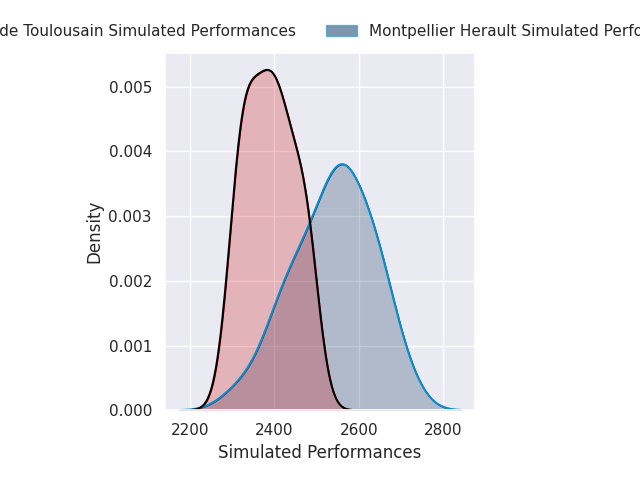 de Toulousain Simulated Performances Montpellier Herault Simulated Perfo
0.005
0.004
0.003
0.002
0.001
0.000
Density
2200 2400 2600 2800
Simulated Performances